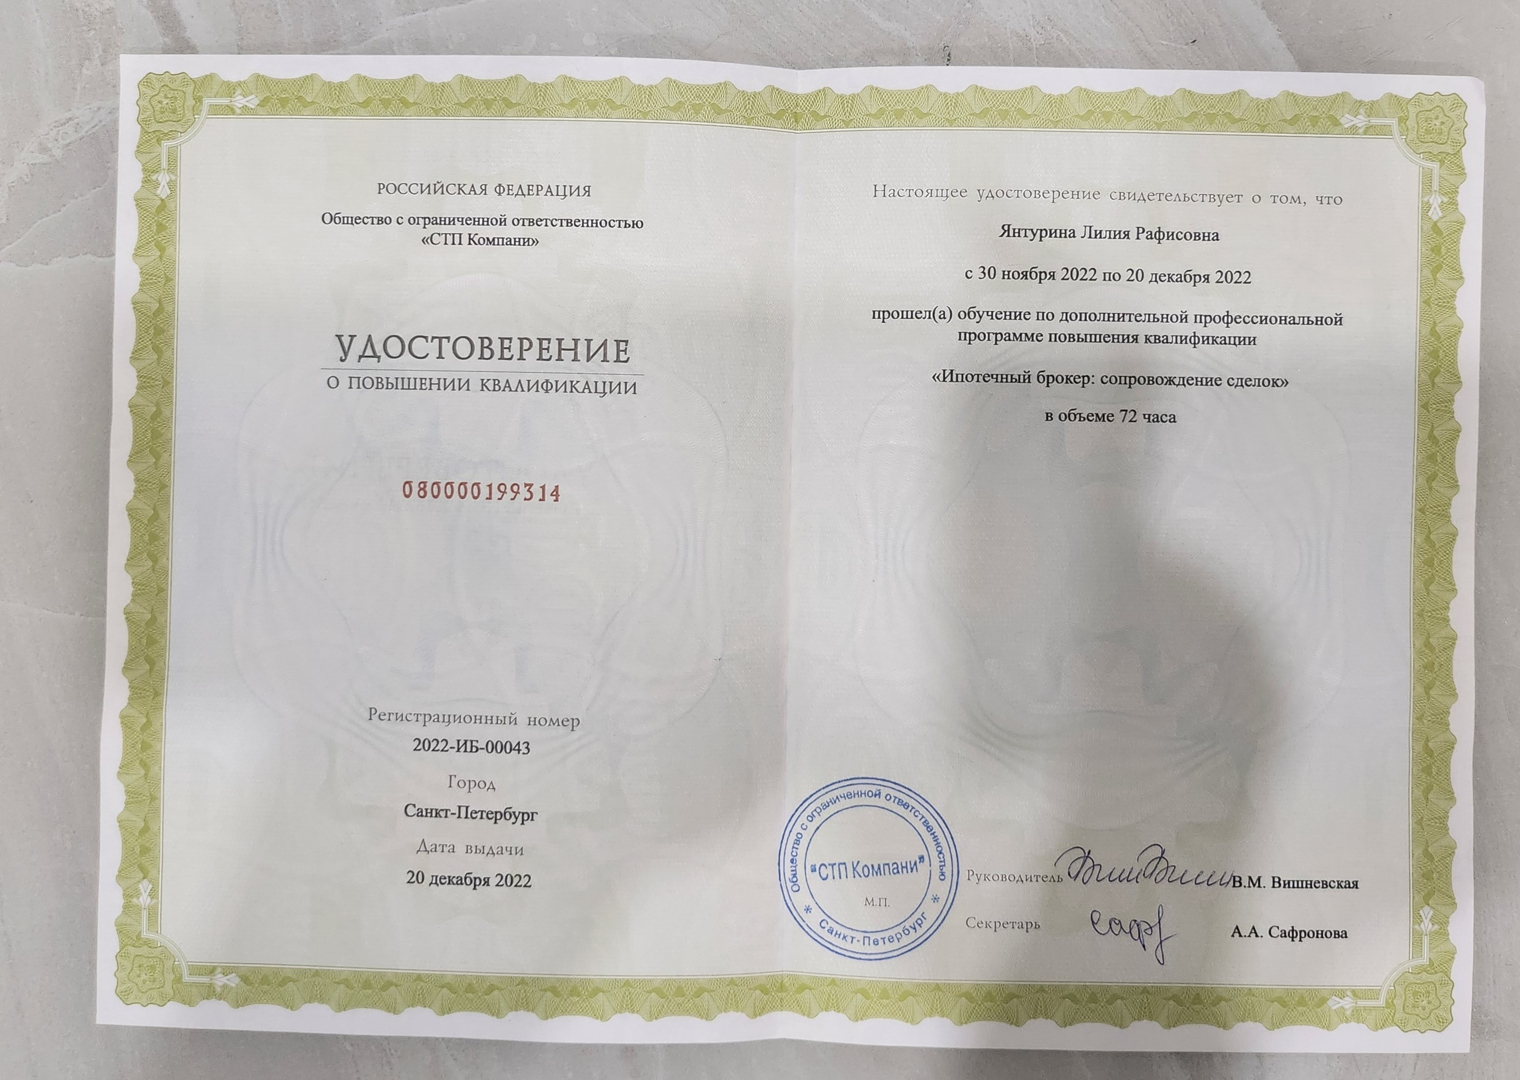 РОССИЙСКАЯ ФЕДЕРАЦИЯ
Общество с ограниченной ответственностью
«СТП Компани»
УДОСТОВЕРЕНИЕ
О ПОВЫШЕНИИ КВАЛИФИКАЦИИ
080000199314
Регистрационный номер
2022-ИБ-00043
Город
Санкт-Петербург
Дата выдачи
20 декабря 2022
Настоящее удостоверение свидетельствует о том, что
Янтурина Лилия Рафисовна
с 30 ноября 2022 по 20 декабря 2022
прошел(а) обучение по дополнительной профессиональной
программе повышения квалификации
«Ипотечный брокер: сопровождение сделок»
в объеме 72 часа
Общество с ограниченной ответственностью
"СТП Компани"
М.П.
* Санкт-Петербург *
Руководитель В.М. Вишневская
Секретарь А.А. Сафронова